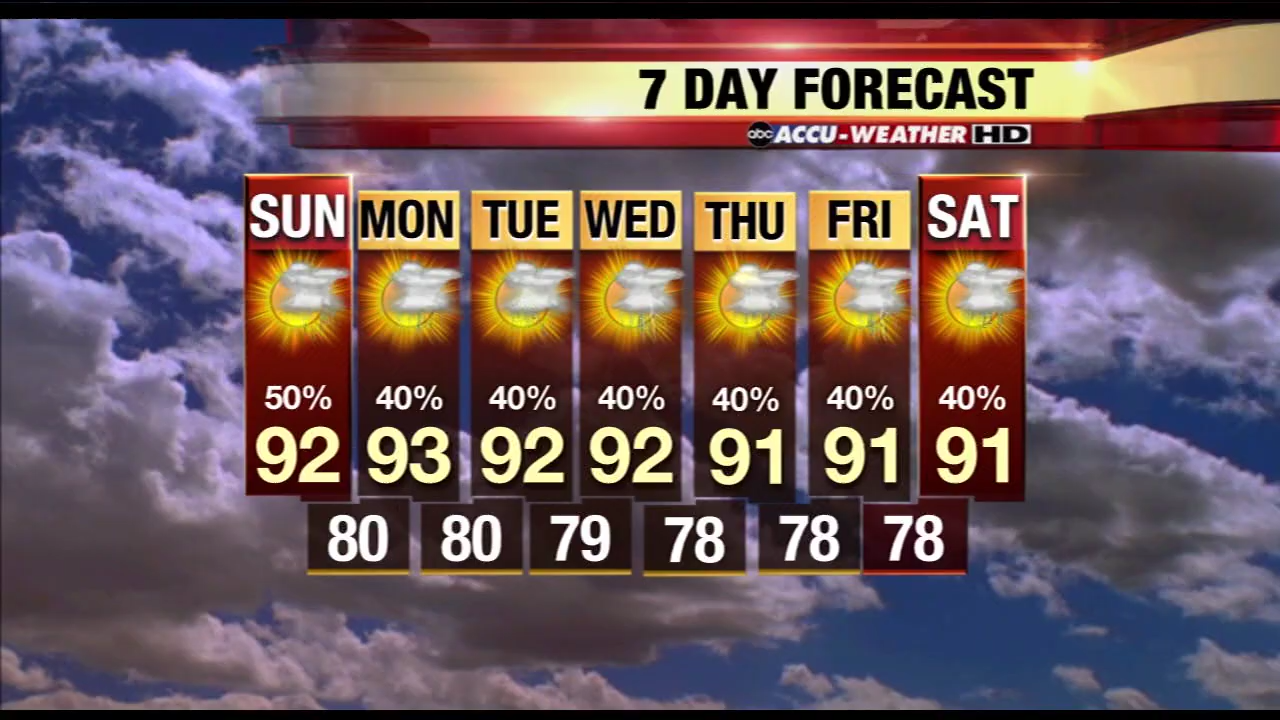 7 DAY FORECAST
abc ACCU-WEATHER HD
SUN MON TUE WED THU FRI SAT
50% 40% 40% 40% 40% 40% 40%
92 93 92 92 91 91 91
80 80 79 78 78 78